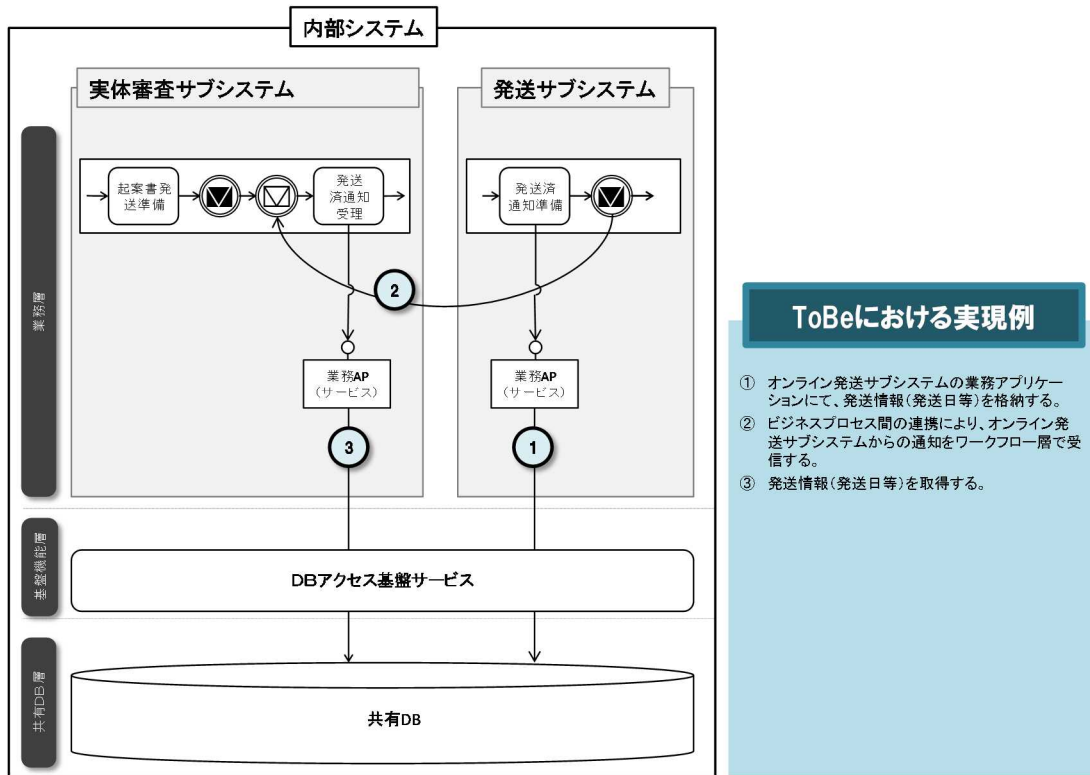 内部システム
実体審査サブシステム
発送サブシステム
業務層
起案書発
送準備
発送
済通知
受理
発送済
通知準備
2
業務AP
(サービス)
業務AP
(サービス)
3
1
基盤機能層
DBアクセス基盤サービス
共有DB層
共有DB
ToBeにおける実現例
① オンライン発送サブシステムの業務アプリケー
ションにて、発送情報(発送日等)を格納する。
② ビジネスプロセス間の連携により、オンライン発
送サブシステムからの通知をワークフロー層で受
信する。
③ 発送情報(発送日等)を取得する。